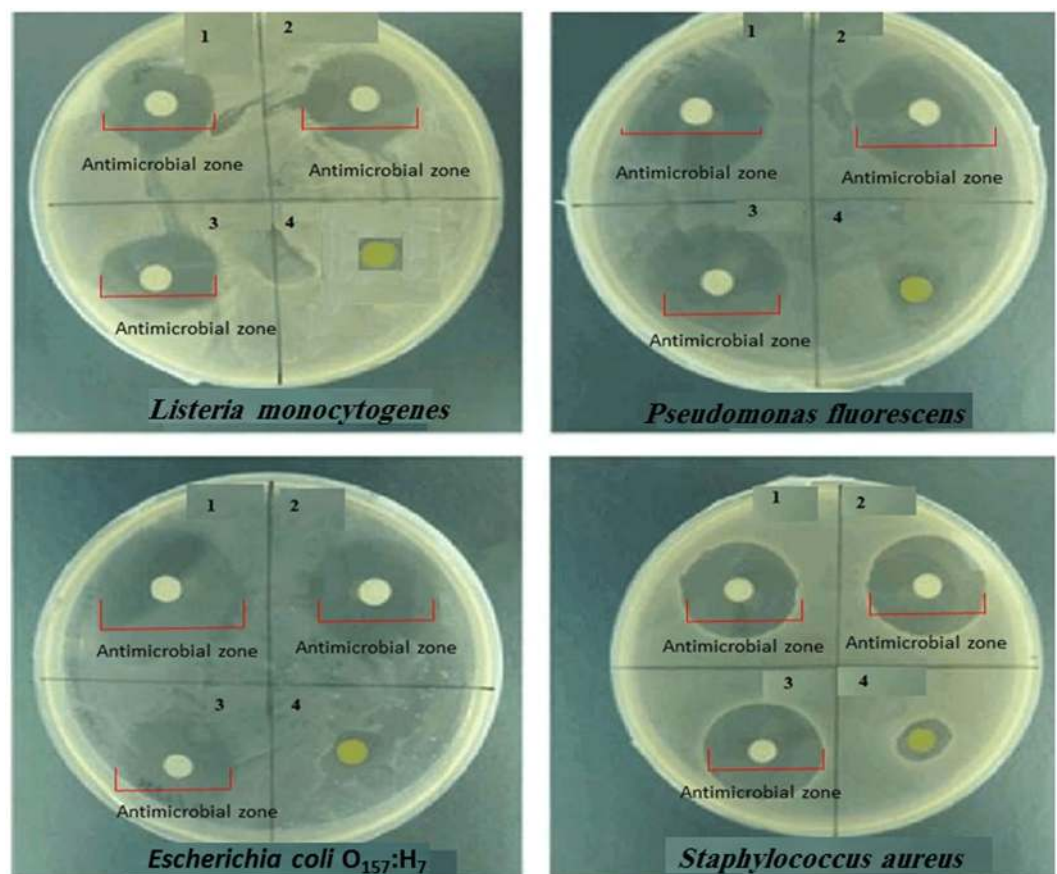 1 2
Antimicrobial zone Antimicrobial zone
3 4
Antimicrobial zone
Listeria monocytogenes
1 2
Antimicrobial zone Antimicrobial zone
3 4
Antimicrobial zone
Pseudomonas fluorescens
1 2
Antimicrobial zone Antimicrobial zone
3 4
Antimicrobial zone
Escherichia coli O157:H7
1 2
Antimicrobial zone Antimicrobial zone
3 4
Antimicrobial zone
Staphylococcus aureus